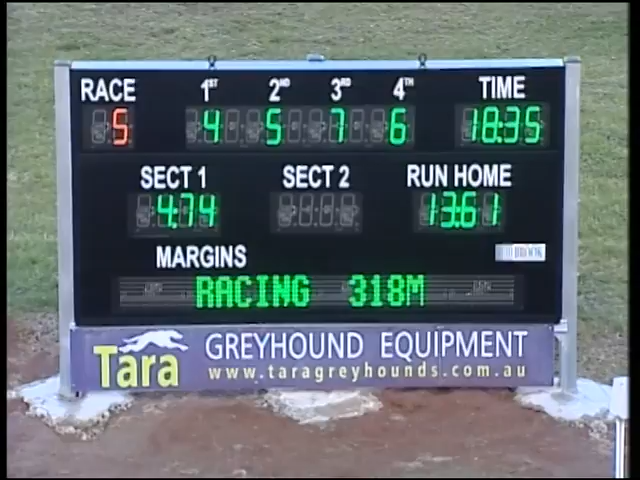 RACE 1ST 2ND 3RD 4TH TIME
5 4 5 7 6 18:35
SECT 1 SECT 2 RUN HOME
4:74 13:61
MARGINS
RACING 318M
Tara GREYHOUND EQUIPMENT
www.taragreyhounds.com.au